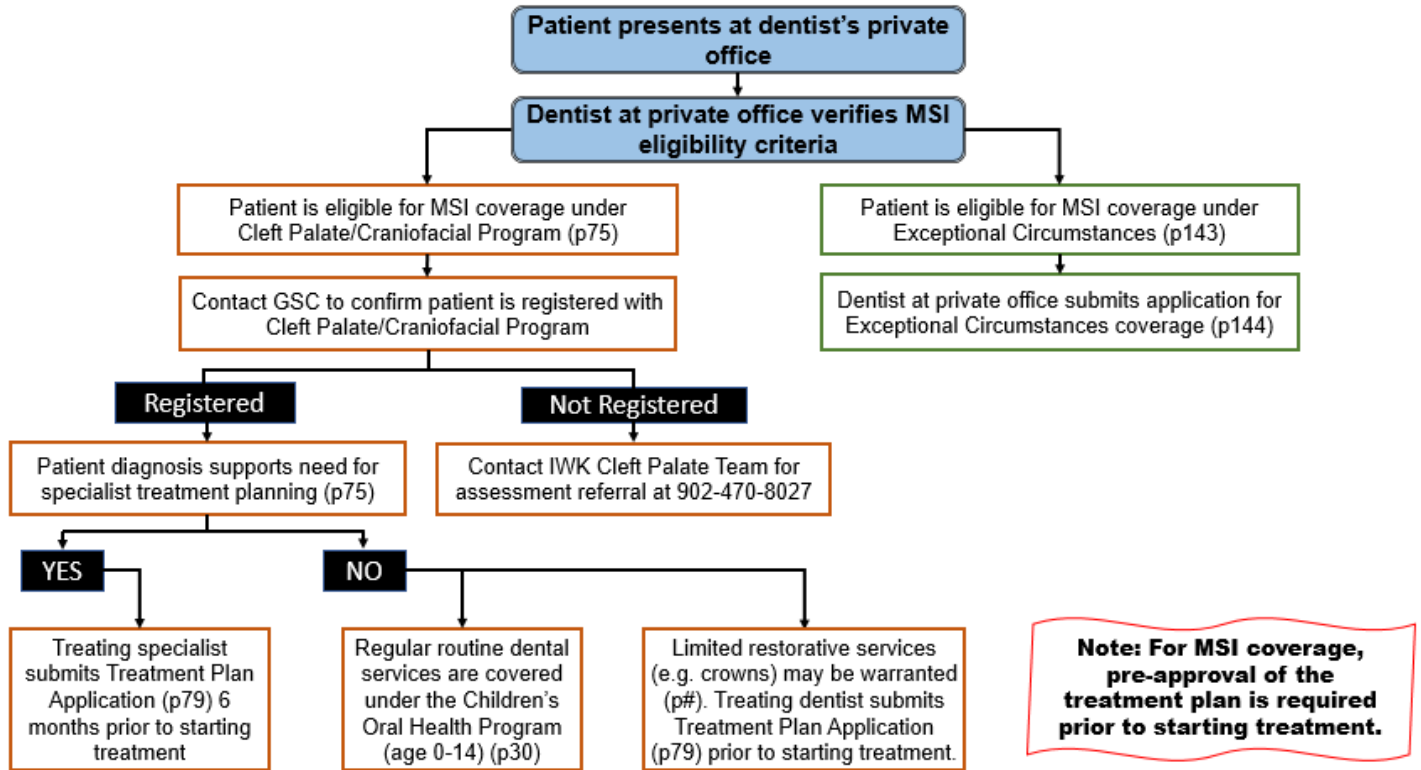 Patient presents at dentist's private
office
Dentist at private office verifies MSI
eligibility criteria
Patient is eligible for MSI coverage under
Cleft Palate/Craniofacial Program (p75)
Patient is eligible for MSI coverage under
Exceptional Circumstances (p143)
Contact GSC to confirm patient is registered with
Cleft Palate/Craniofacial Program
Dentist at private office submits application for
Exceptional Circumstances coverage (p144)
Registered
Not Registered
Patient diagnosis supports need for
specialist treatment planning (p75)
Contact IWK Cleft Palate Team for
assessment referral at 902-470-8027
YES
NO
Treating specialist
submits Treatment Plan
Application (p79) 6
months prior to starting
treatment
Regular routine dental
services are covered
under the Children's
Oral Health Program
(age 0-14) (p30)
Limited restorative services
(e.g. crowns) may be warranted
(p#). Treating dentist submits
Treatment Plan Application
(p79) prior to starting treatment.
Note: For MSI coverage,
pre-approval of the
treatment plan is required
prior to starting treatment.